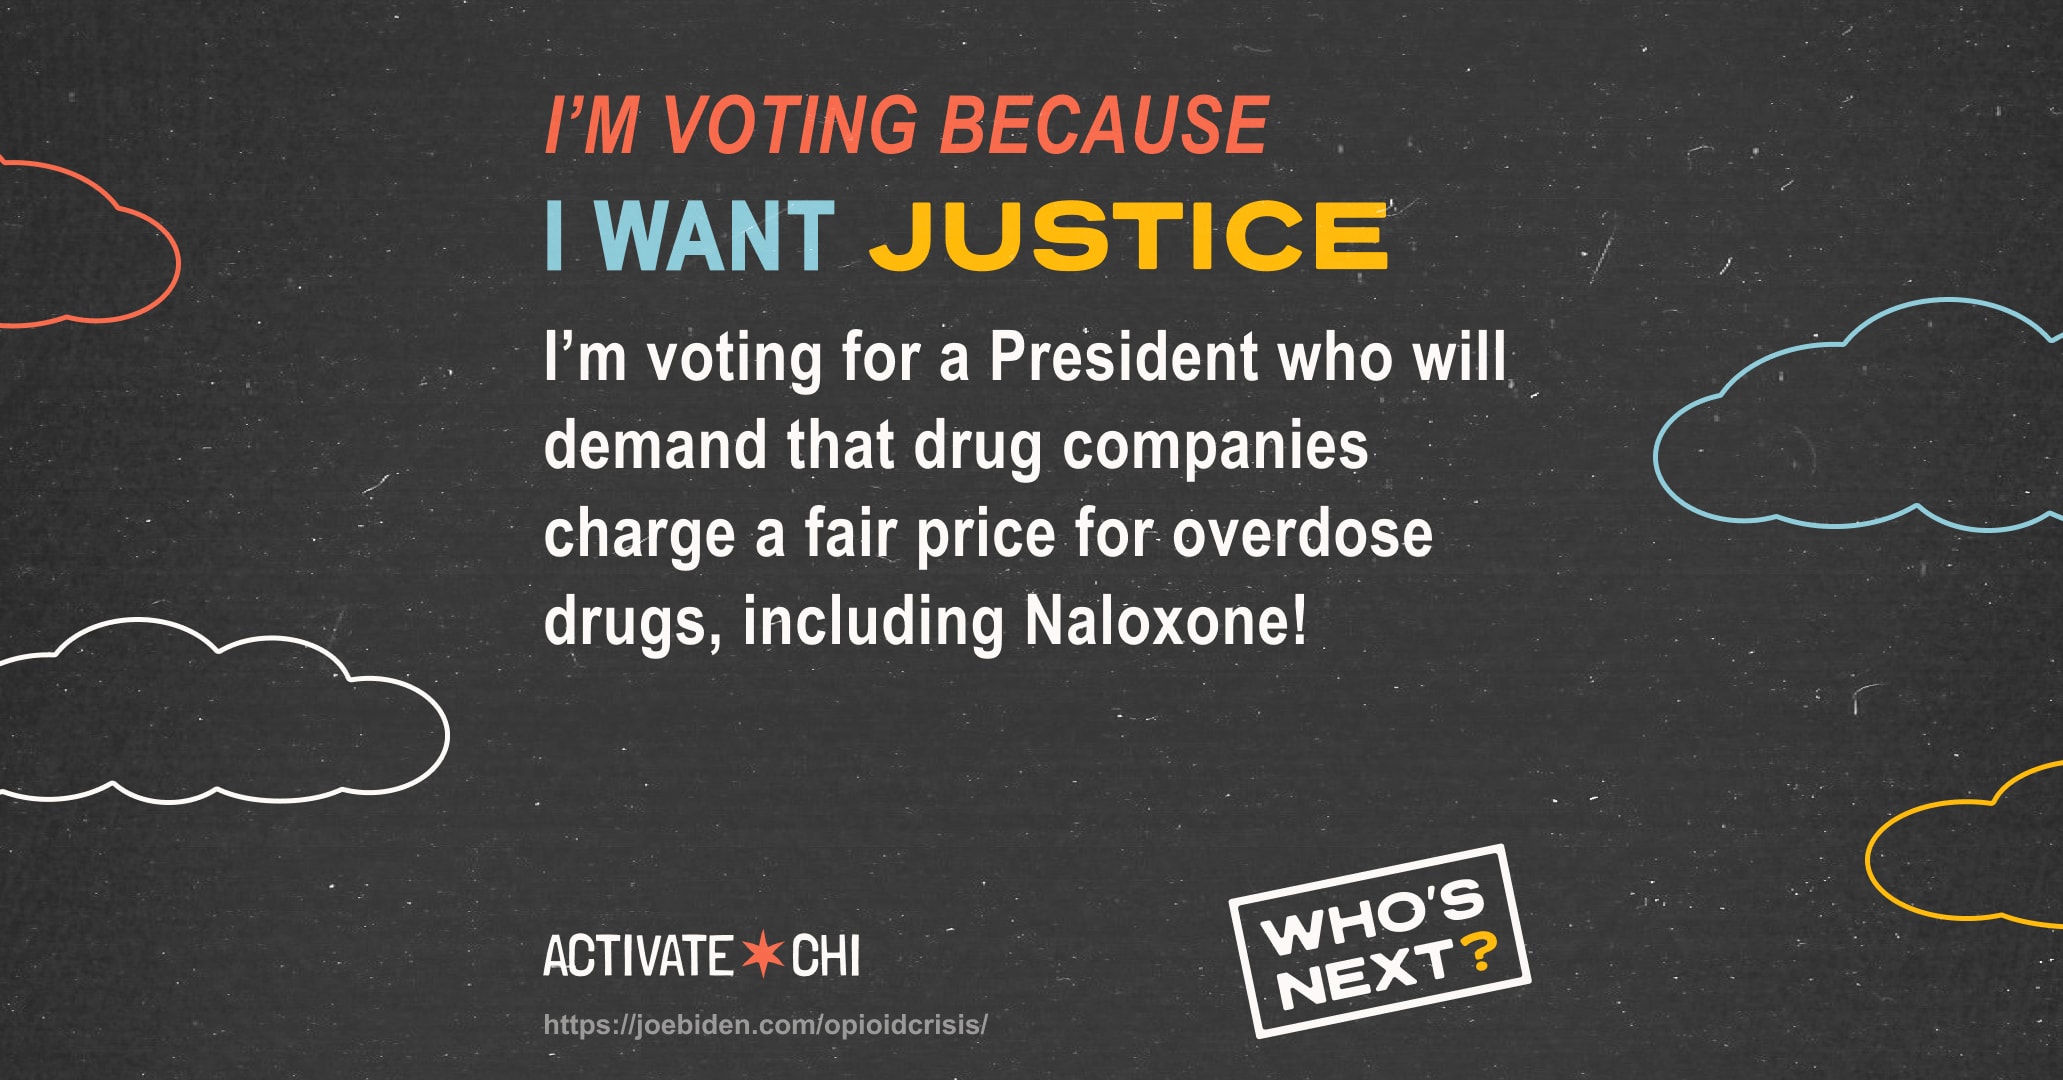 I’M VOTING BECAUSE
I WANT JUSTICE
I’m voting for a President who will
demand that drug companies
charge a fair price for overdose
drugs, including Naloxone!
ACTIVATE CHI
https://joebiden.com/opioidcrisis/
WHO'S
NEXT?